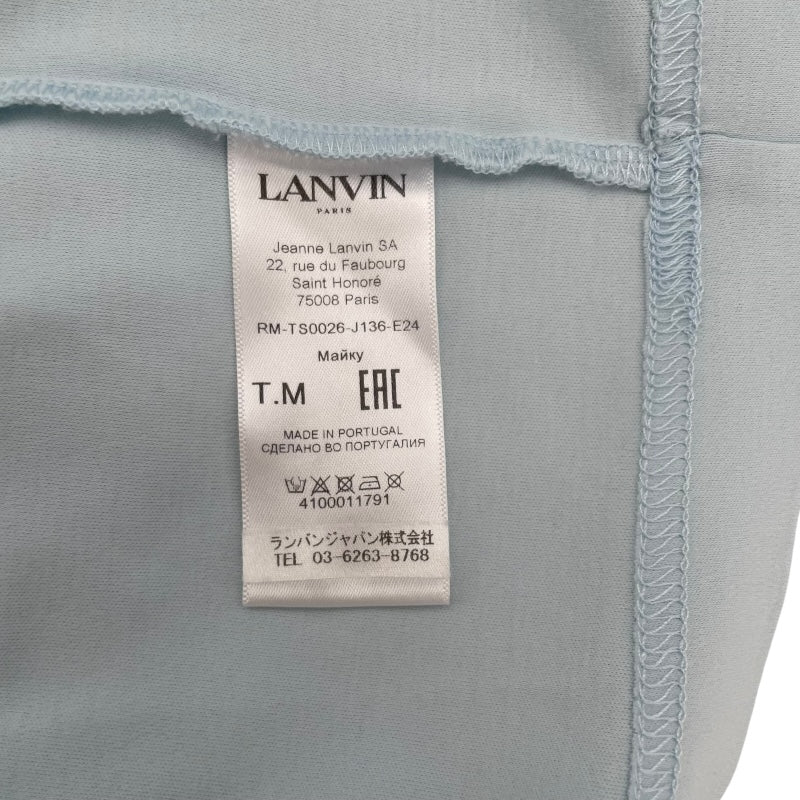 LANVIN
PARIS
Jeanne Lanvin SA
22, rue du Faubourg
Saint Honoré
75008 Paris
RM-TS0026-J136-E24
Майку
T.M EAC
MADE IN PORTUGAL
СДЕЛАНО ВО ПОРТУГАЛИЯ
4100011791
ランバンジャパン株式会社
TEL 03-6263-8768